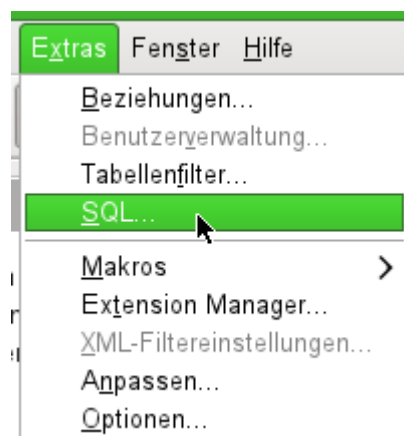 Extras Fenster Hilfe
Beziehungen...
Benutzerverwaltung...
Tabellenfilter...
SQL...
Makros
Extension Manager...
XML-Filtereinstellungen...
Anpassen...
Optionen...